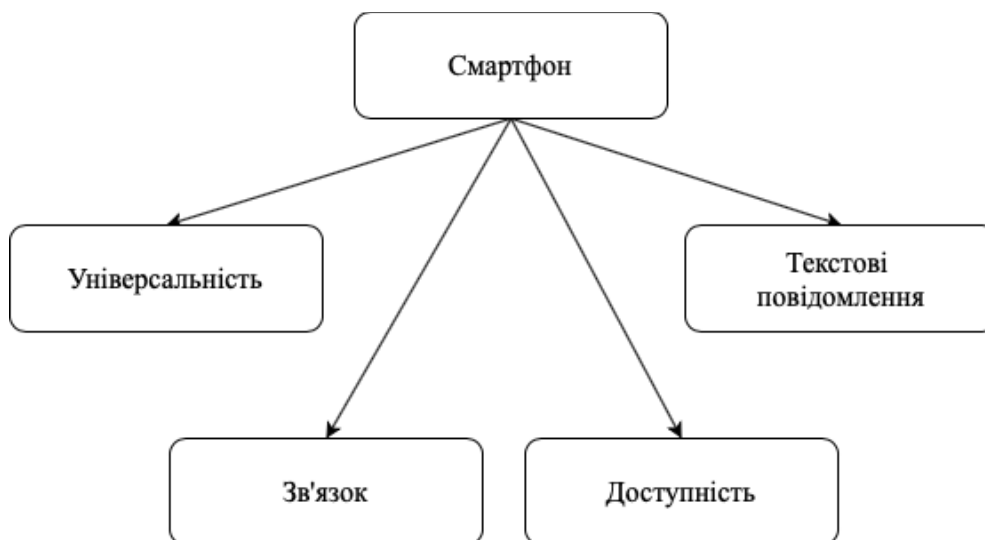 Смартфон
Універсальність
Текстові
повідомлення
Зв'язок
Доступність